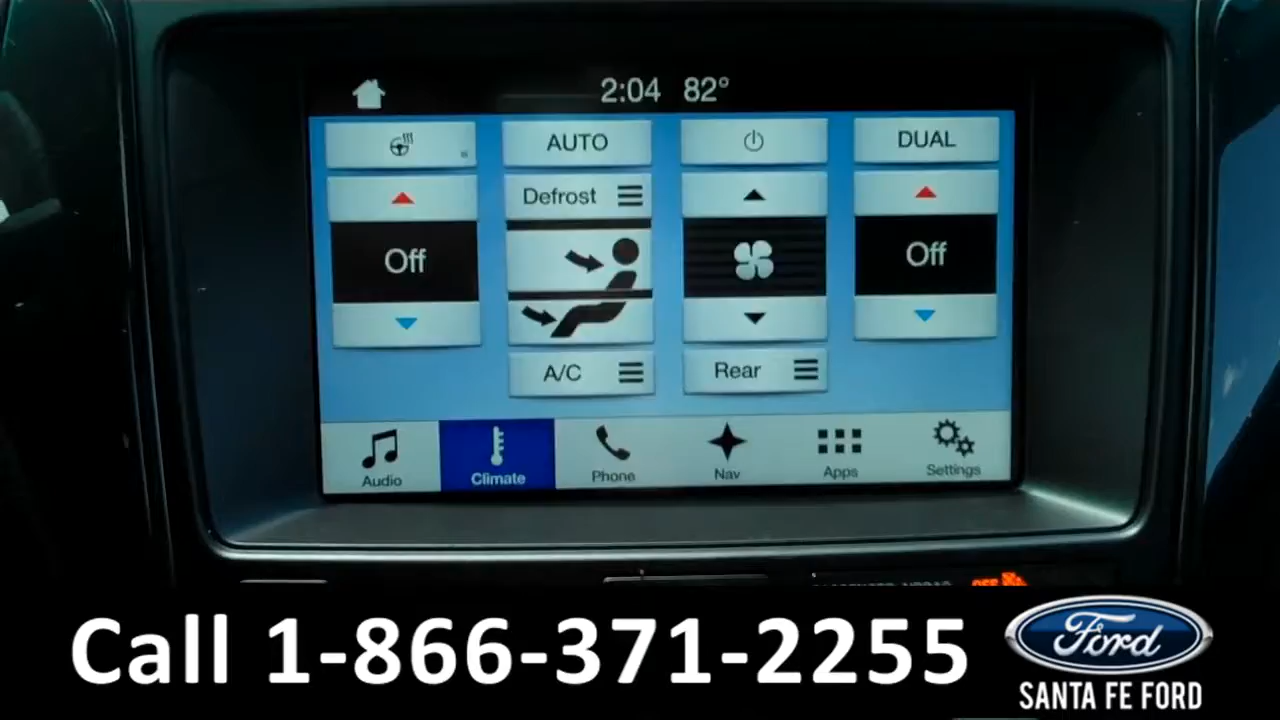 2:04 82°
AUTO
DUAL
Defrost
Off
Off
A/C
Rear
Audio
Climate
Phone
Nav
Apps
Settings
OFF
Call 1-866-371-2255
Ford
SANTA FE FORD